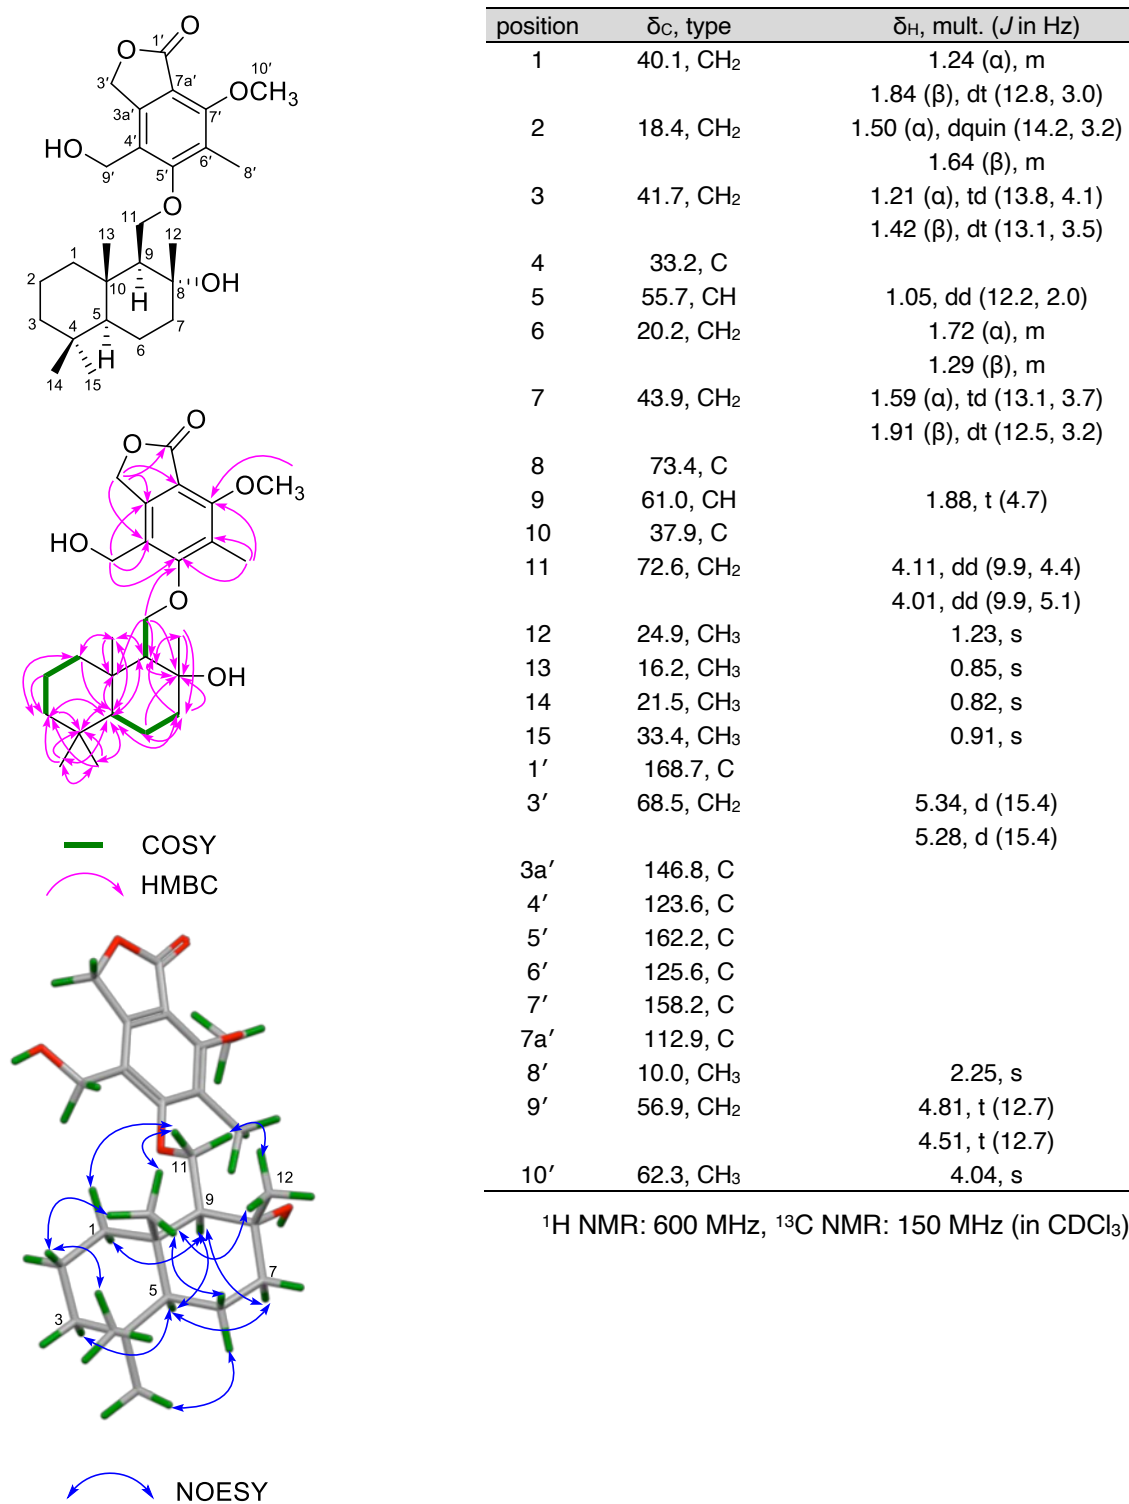 O
1′
O
10′
3′
7a′
OCH3
3a′
7′
4′
HO
6′
8′
9′
5′
O
11
13
12
1
9
OH
2
8
10
H
5
3
4
7
6
H
14
15
O
O
OCH3
HO
O
OH
COSY
HMBC
11
12
9
1
7
5
3
NOESY
position δC, type δH, mult. (J in Hz)
1 40.1, CH2 1.24 (α), m
1.84 (β), dt (12.8, 3.0)
2 18.4, CH2 1.50 (α), dquin (14.2, 3.2)
1.64 (β), m
3 41.7, CH2 1.21 (α), td (13.8, 4.1)
1.42 (β), dt (13.1, 3.5)
4 33.2, C
5 55.7, CH 1.05, dd (12.2, 2.0)
6 20.2, CH2 1.72 (α), m
1.29 (β), m
7 43.9, CH2 1.59 (α), td (13.1, 3.7)
1.91 (β), dt (12.5, 3.2)
8 73.4, C
9 61.0, CH 1.88, t (4.7)
10 37.9, C
11 72.6, CH2 4.11, dd (9.9, 4.4)
4.01, dd (9.9, 5.1)
12 24.9, CH3 1.23, s
13 16.2, CH3 0.85, s
14 21.5, CH3 0.82, s
15 33.4, CH3 0.91, s
1′ 168.7, C
3′ 68.5, CH2 5.34, d (15.4)
5.28, d (15.4)
3a′ 146.8, C
4′ 123.6, C
5′ 162.2, C
6′ 125.6, C
7′ 158.2, C
7a′ 112.9, C
8′ 10.0, CH3 2.25, s
9′ 56.9, CH2 4.81, t (12.7)
4.51, t (12.7)
10′ 62.3, CH3 4.04, s
1H NMR: 600 MHz, 13C NMR: 150 MHz (in CDCl3)